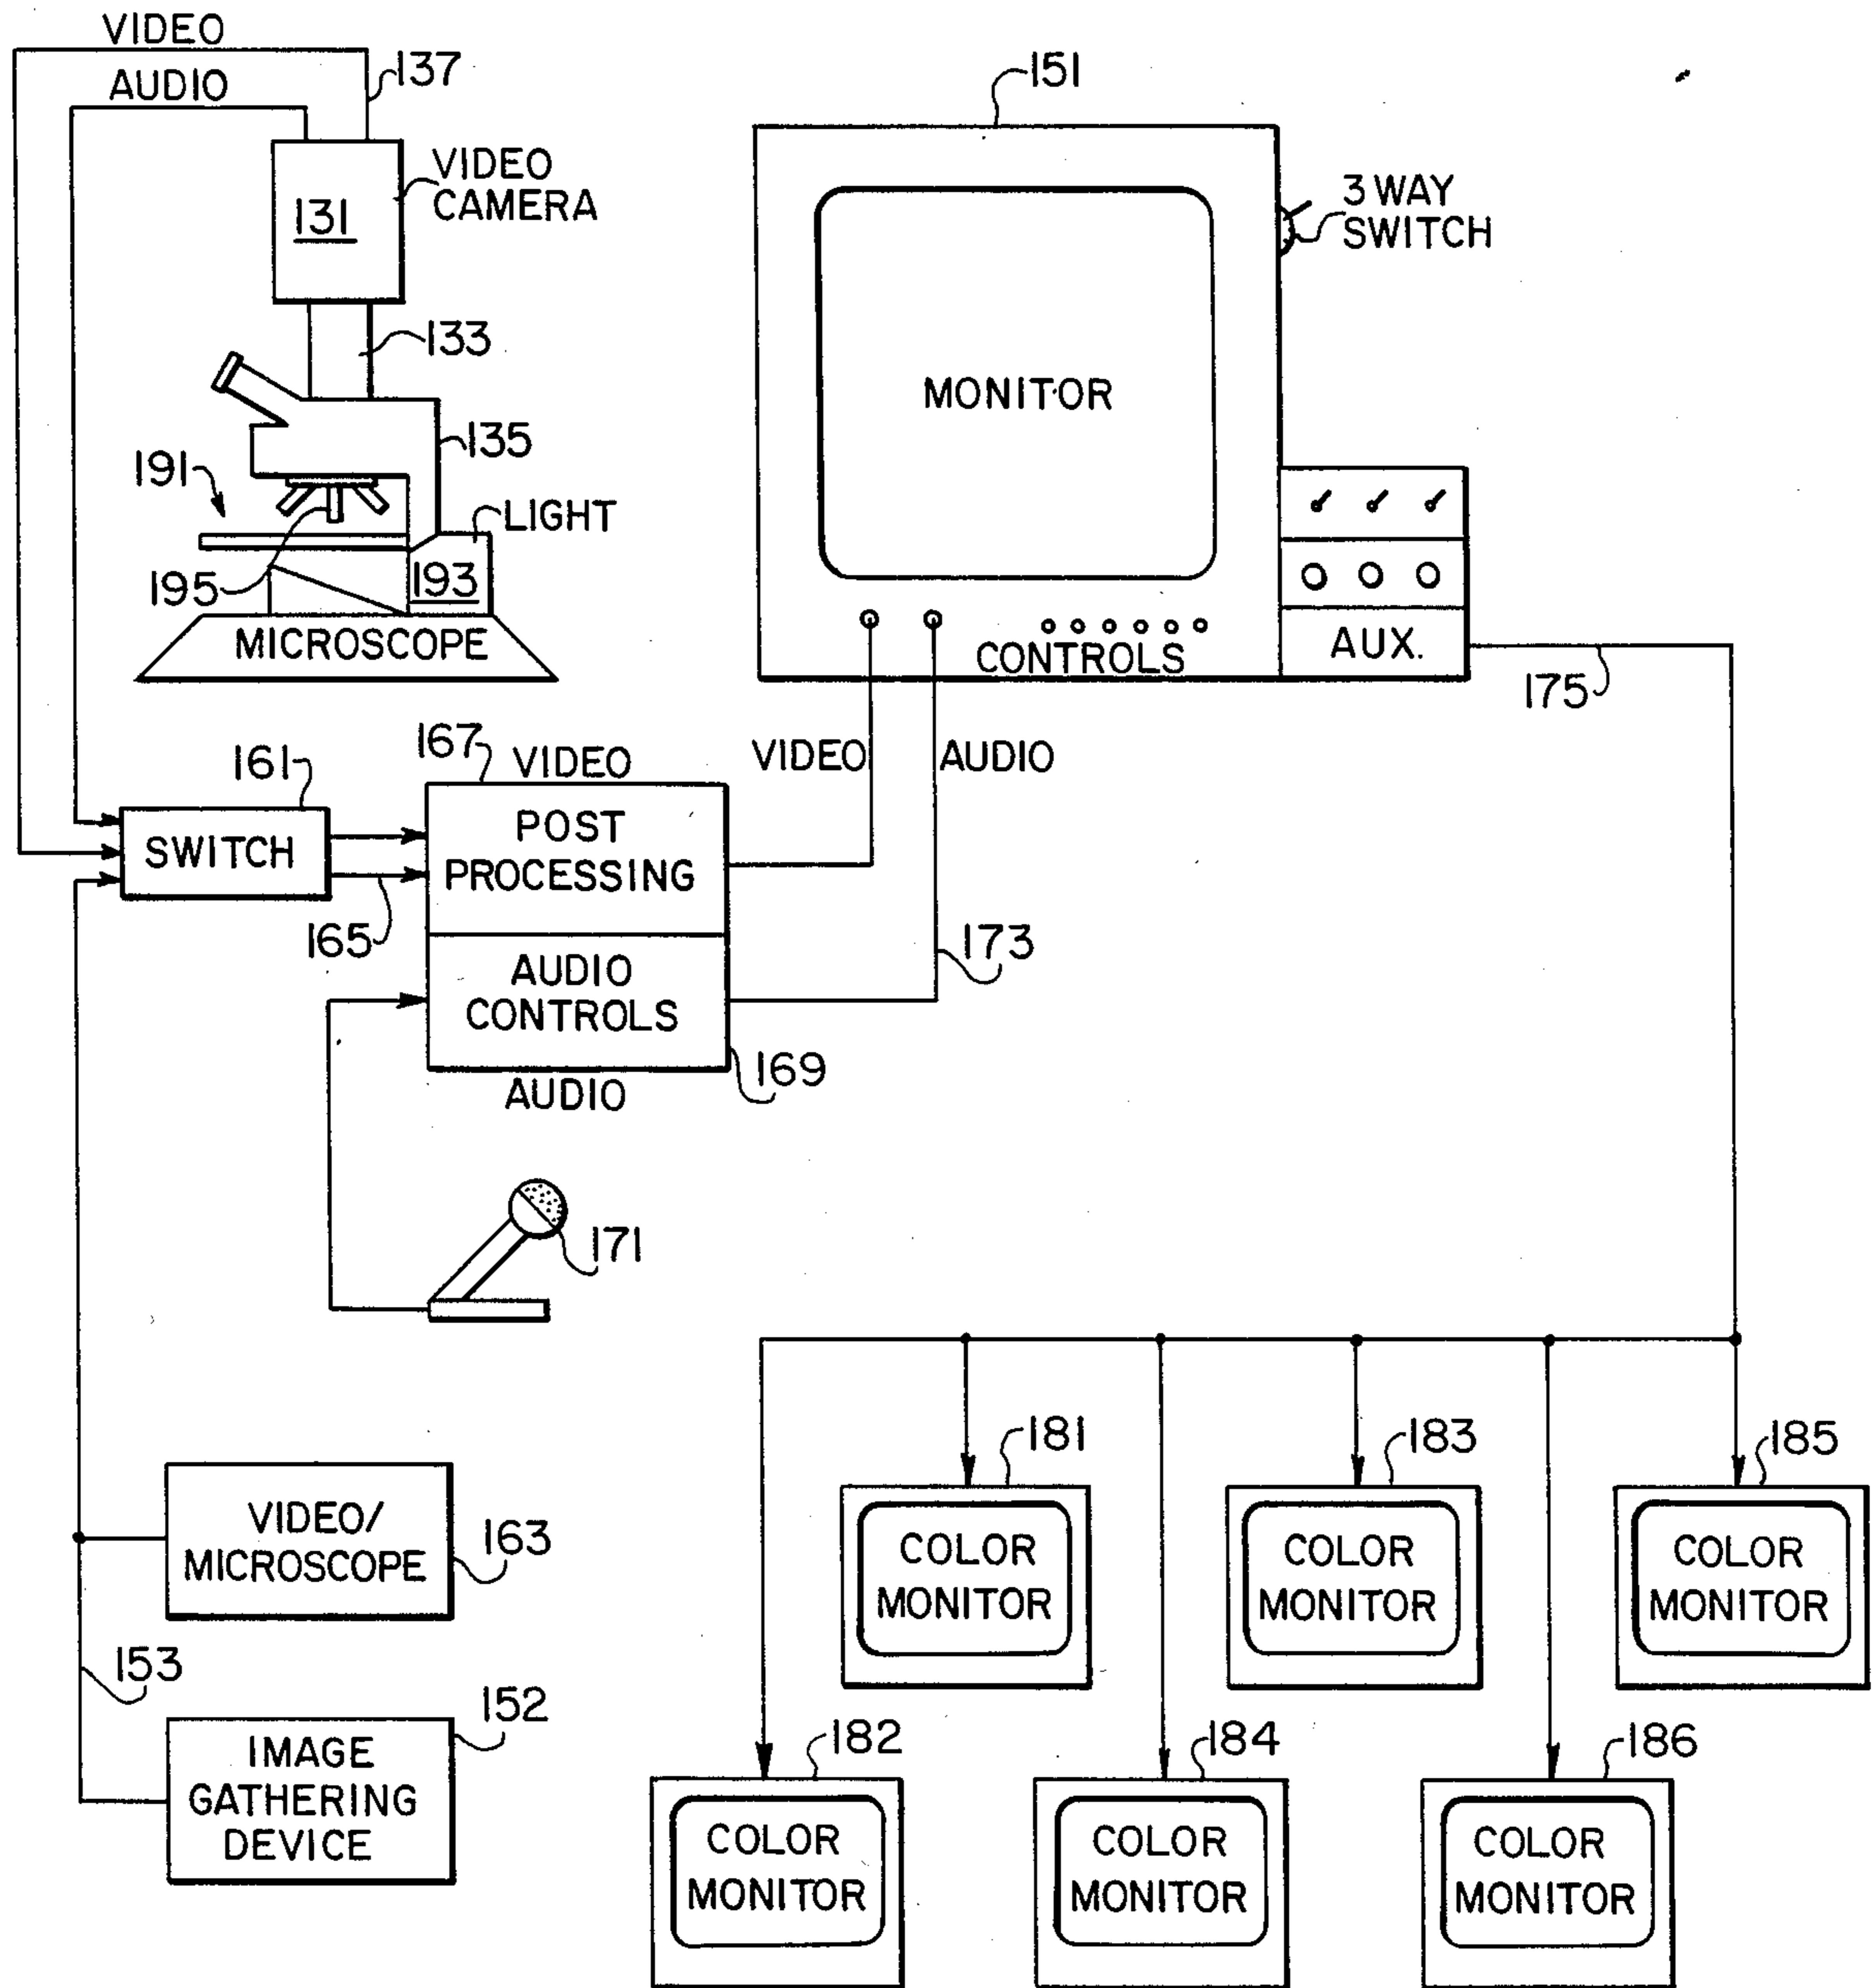 VIDEO
137
AUDIO
VIDEO
CAMERA
131
133
135
191
LIGHT
195
193
MICROSCOPE
151
3 WAY
SWITCH
MONITOR
CONTROLS
AUX.
175
VIDEO
AUDIO
161
167
VIDEO
SWITCH
POST
PROCESSING
165
173
AUDIO
CONTROLS
169
AUDIO
171
VIDEO/
MICROSCOPE
163
153
152
IMAGE
GATHERING
DEVICE
181
COLOR
MONITOR
183
COLOR
MONITOR
185
COLOR
MONITOR
182
COLOR
MONITOR
184
COLOR
MONITOR
186
COLOR
MONITOR